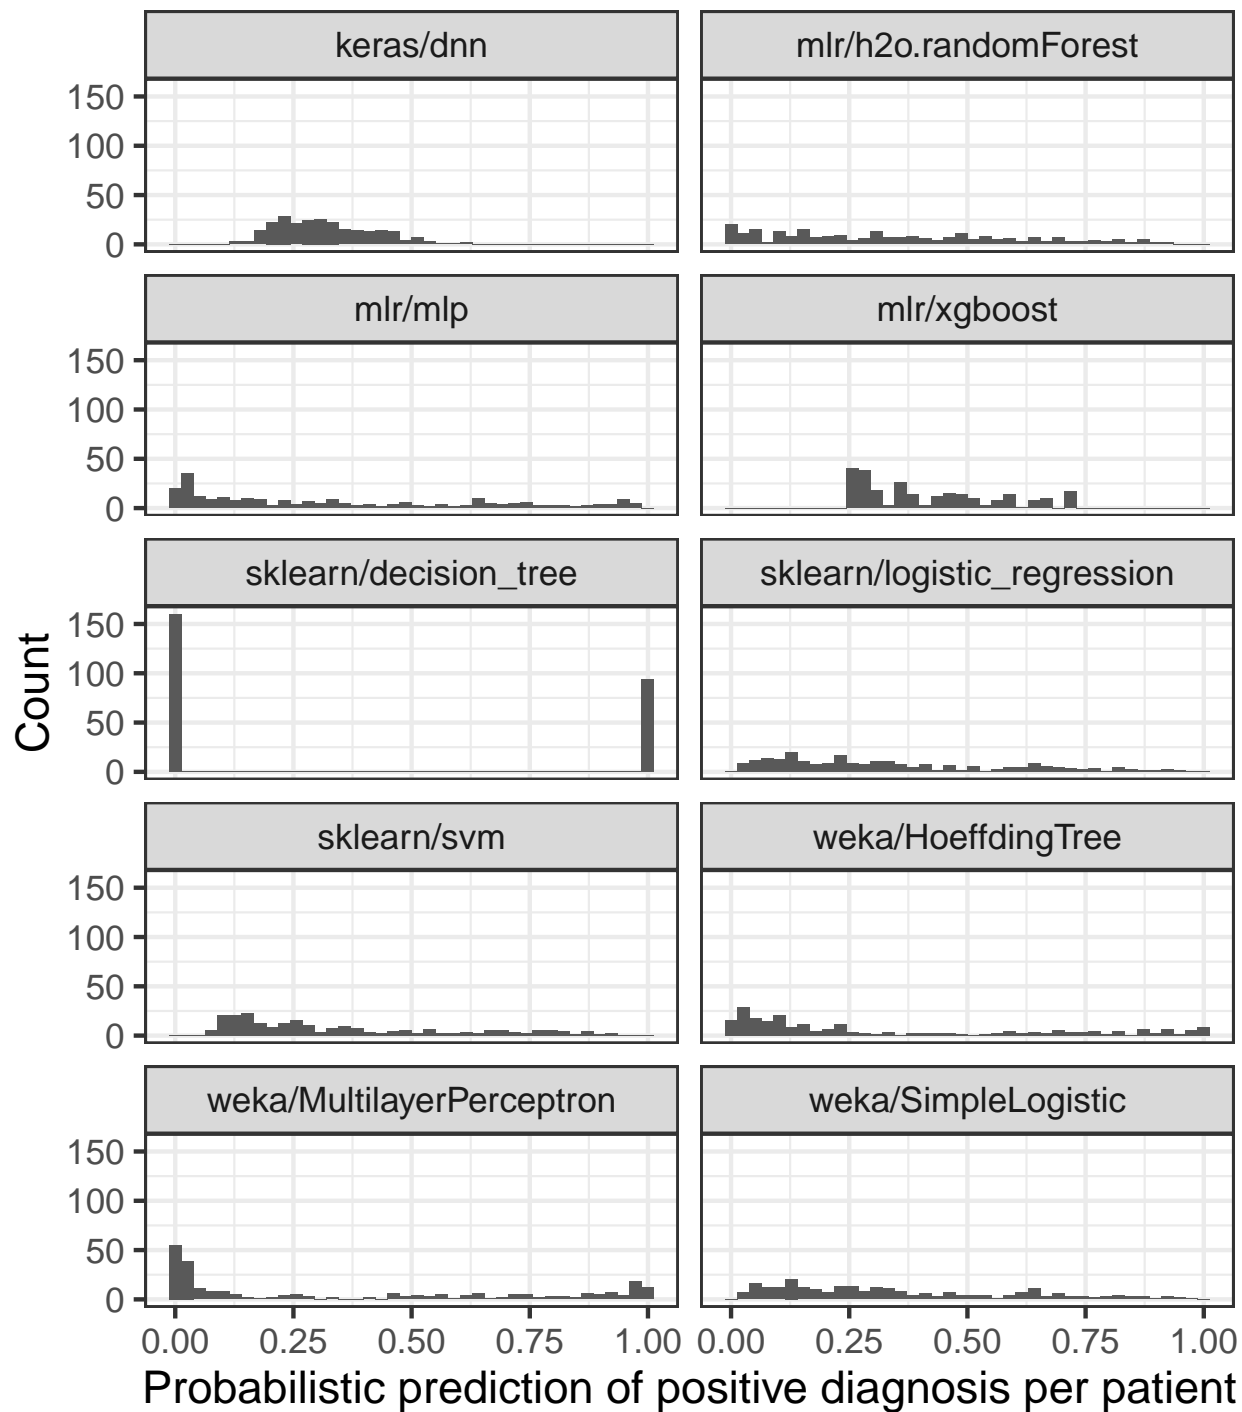 keras/dnn
mlr/h2o.randomForest
150
100
50
0
mlr/mlp
mlr/xgboost
150
100
50
0
sklearn/decision_tree
sklearn/logistic_regression
150
100
50
0
Count
sklearn/svm
weka/HoeffdingTree
150
100
50
0
weka/MultilayerPerceptron
weka/SimpleLogistic
150
100
50
0
0.00 0.25 0.50 0.75 1.00 0.00 0.25 0.50 0.75 1.00
Probabilistic prediction of positive diagnosis per patient